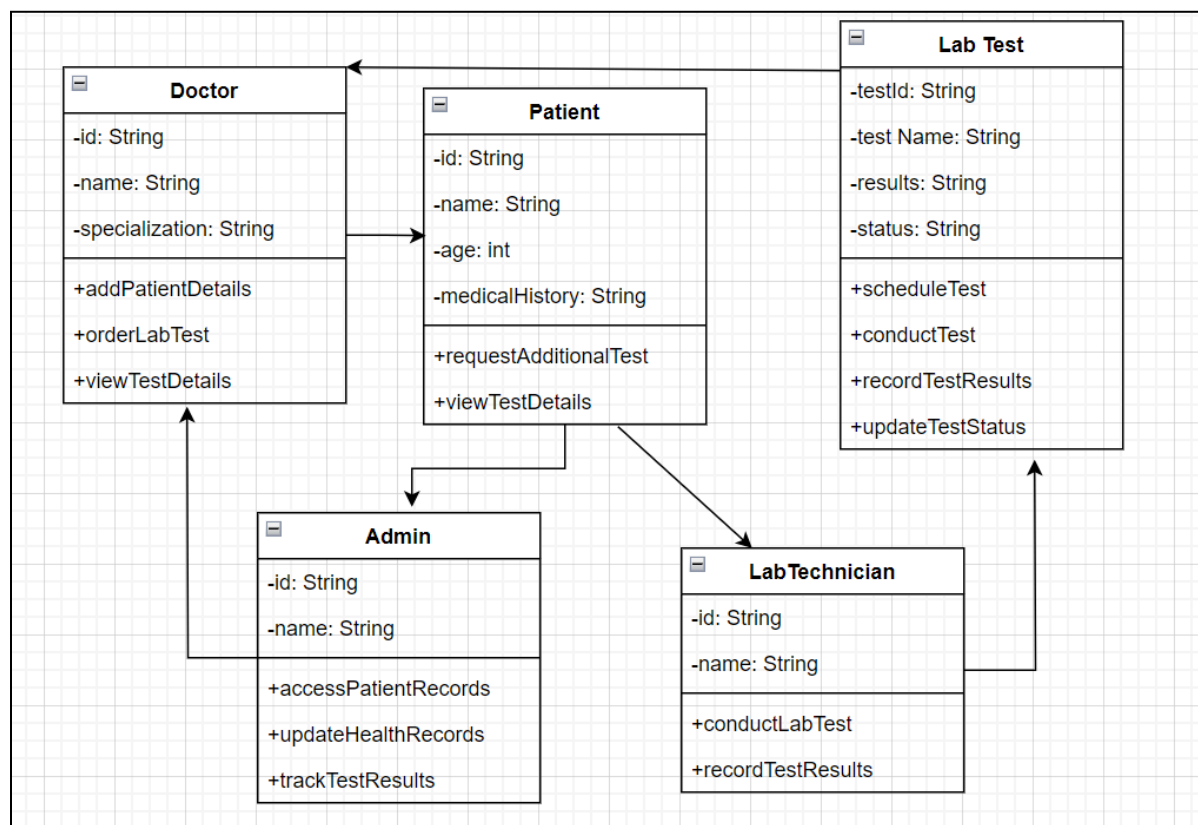 Doctor
-id: String
-name: String
-specialization: String
+addPatientDetails
+orderLabTest
+viewTestDetails
Patient
-id: String
-name: String
-age: int
-medicalHistory: String
+requestAdditionalTest
+viewTestDetails
Lab Test
-testId: String
-test Name: String
-results: String
-status: String
+scheduleTest
+conductTest
+recordTestResults
+updateTestStatus
Admin
-id: String
-name: String
+accessPatientRecords
+updateHealthRecords
+trackTestResults
LabTechnician
-id: String
-name: String
+conductLabTest
+recordTestResults